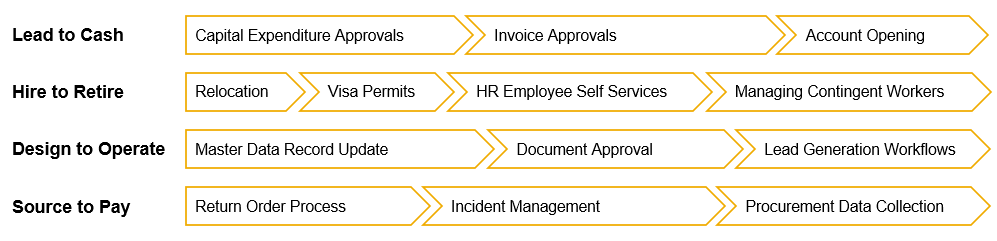 Lead to Cash Capital Expenditure Approvals Invoice Approvals Account Opening
Hire to Retire Relocation Visa Permits HR Employee Self Services Managing Contingent Workers
Design to Operate Master Data Record Update Document Approval Lead Generation Workflows
Source to Pay Return Order Process Incident Management Procurement Data Collection